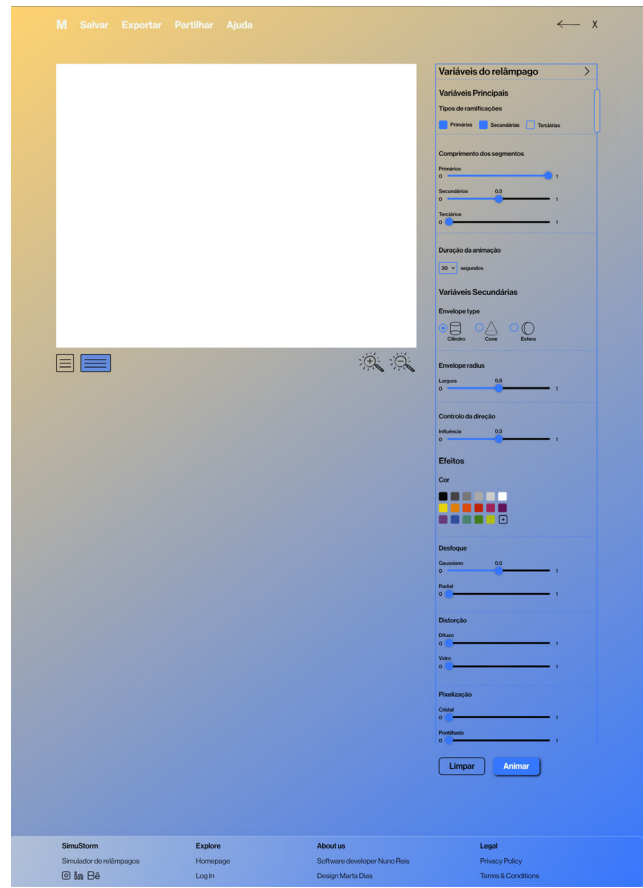 M Salvar Exportar Partilhar Ajuda X
Variáveis do relâmpago
Variáveis Principais
Tipos de ramificações
Primárias Secundárias Terciárias
Comprimento dos segmentos
Primários
0 1
Secundários 0.5
0 1
Terciários
0 1
Duração da animação
30 segundos
Variáveis Secundárias
Envelope type
Cilindro Cone Esfera
Envelope radius
Largura 0.5
0 1
Controlo da direção
Influência 0.5
0 1
Efeitos
Cor
Desfoque
Gaussiano 0.5
0 1
Radial
0 1
Distorção
Difuso
0 1
Vidro
0 1
Pixelização
Cristal
0 1
Pontilhado
0 1
Limpar Animar
SimuStorm Explore About us Legal
Simulador de relâmpagos Homepage Software developer Nuno Reis Privacy Policy
in Bē Log In Design Marta Dias Terms & Conditions